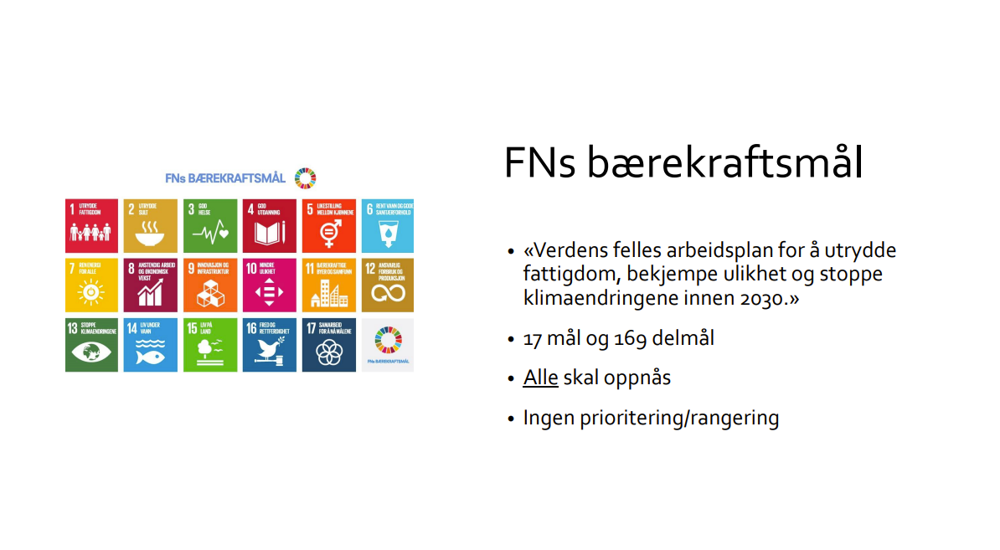 FNs BÆREKRAFTSMÅL
1 UTRYDDE
FATTIGDOM
2 UTRYDDE
SULT
3 GOD
HELSE
4 GOD
UTDANNING
5 LIKESTILLING
MELLOM KJØNNENE
6 RENT VANN OG GODE
SANITÆRFORHOLD
7 REN ENERGI
FOR ALLE
8 ANSTENDIG ARBEID
OG ØKONOMISK
VEKST
9 INNOVASJON OG
INFRASTRUKTUR
10 MINDRE
ULIKHET
11 BÆREKRAFTIGE
BYER OG SAMFUNN
12 ANSVARLIG
FORBRUK OG
PRODUKSJON
13 STOPPE
KLIMAENDRINGENE
14 LIV UNDER
VANN
15 LIV PÅ
LAND
16 FRED OG
RETTFERDIGHET
17 SAMARBEID
FOR Å NÅ MÅLENE
FNs BÆREKRAFTSMÅL
FNs bærekraftsmål
• «Verdens felles arbeidsplan for å utrydde
fattigdom, bekjempe ulikhet og stoppe
klimaendringene innen 2030.»
• 17 mål og 169 delmål
• Alle skal oppnås
• Ingen prioritering/rangering